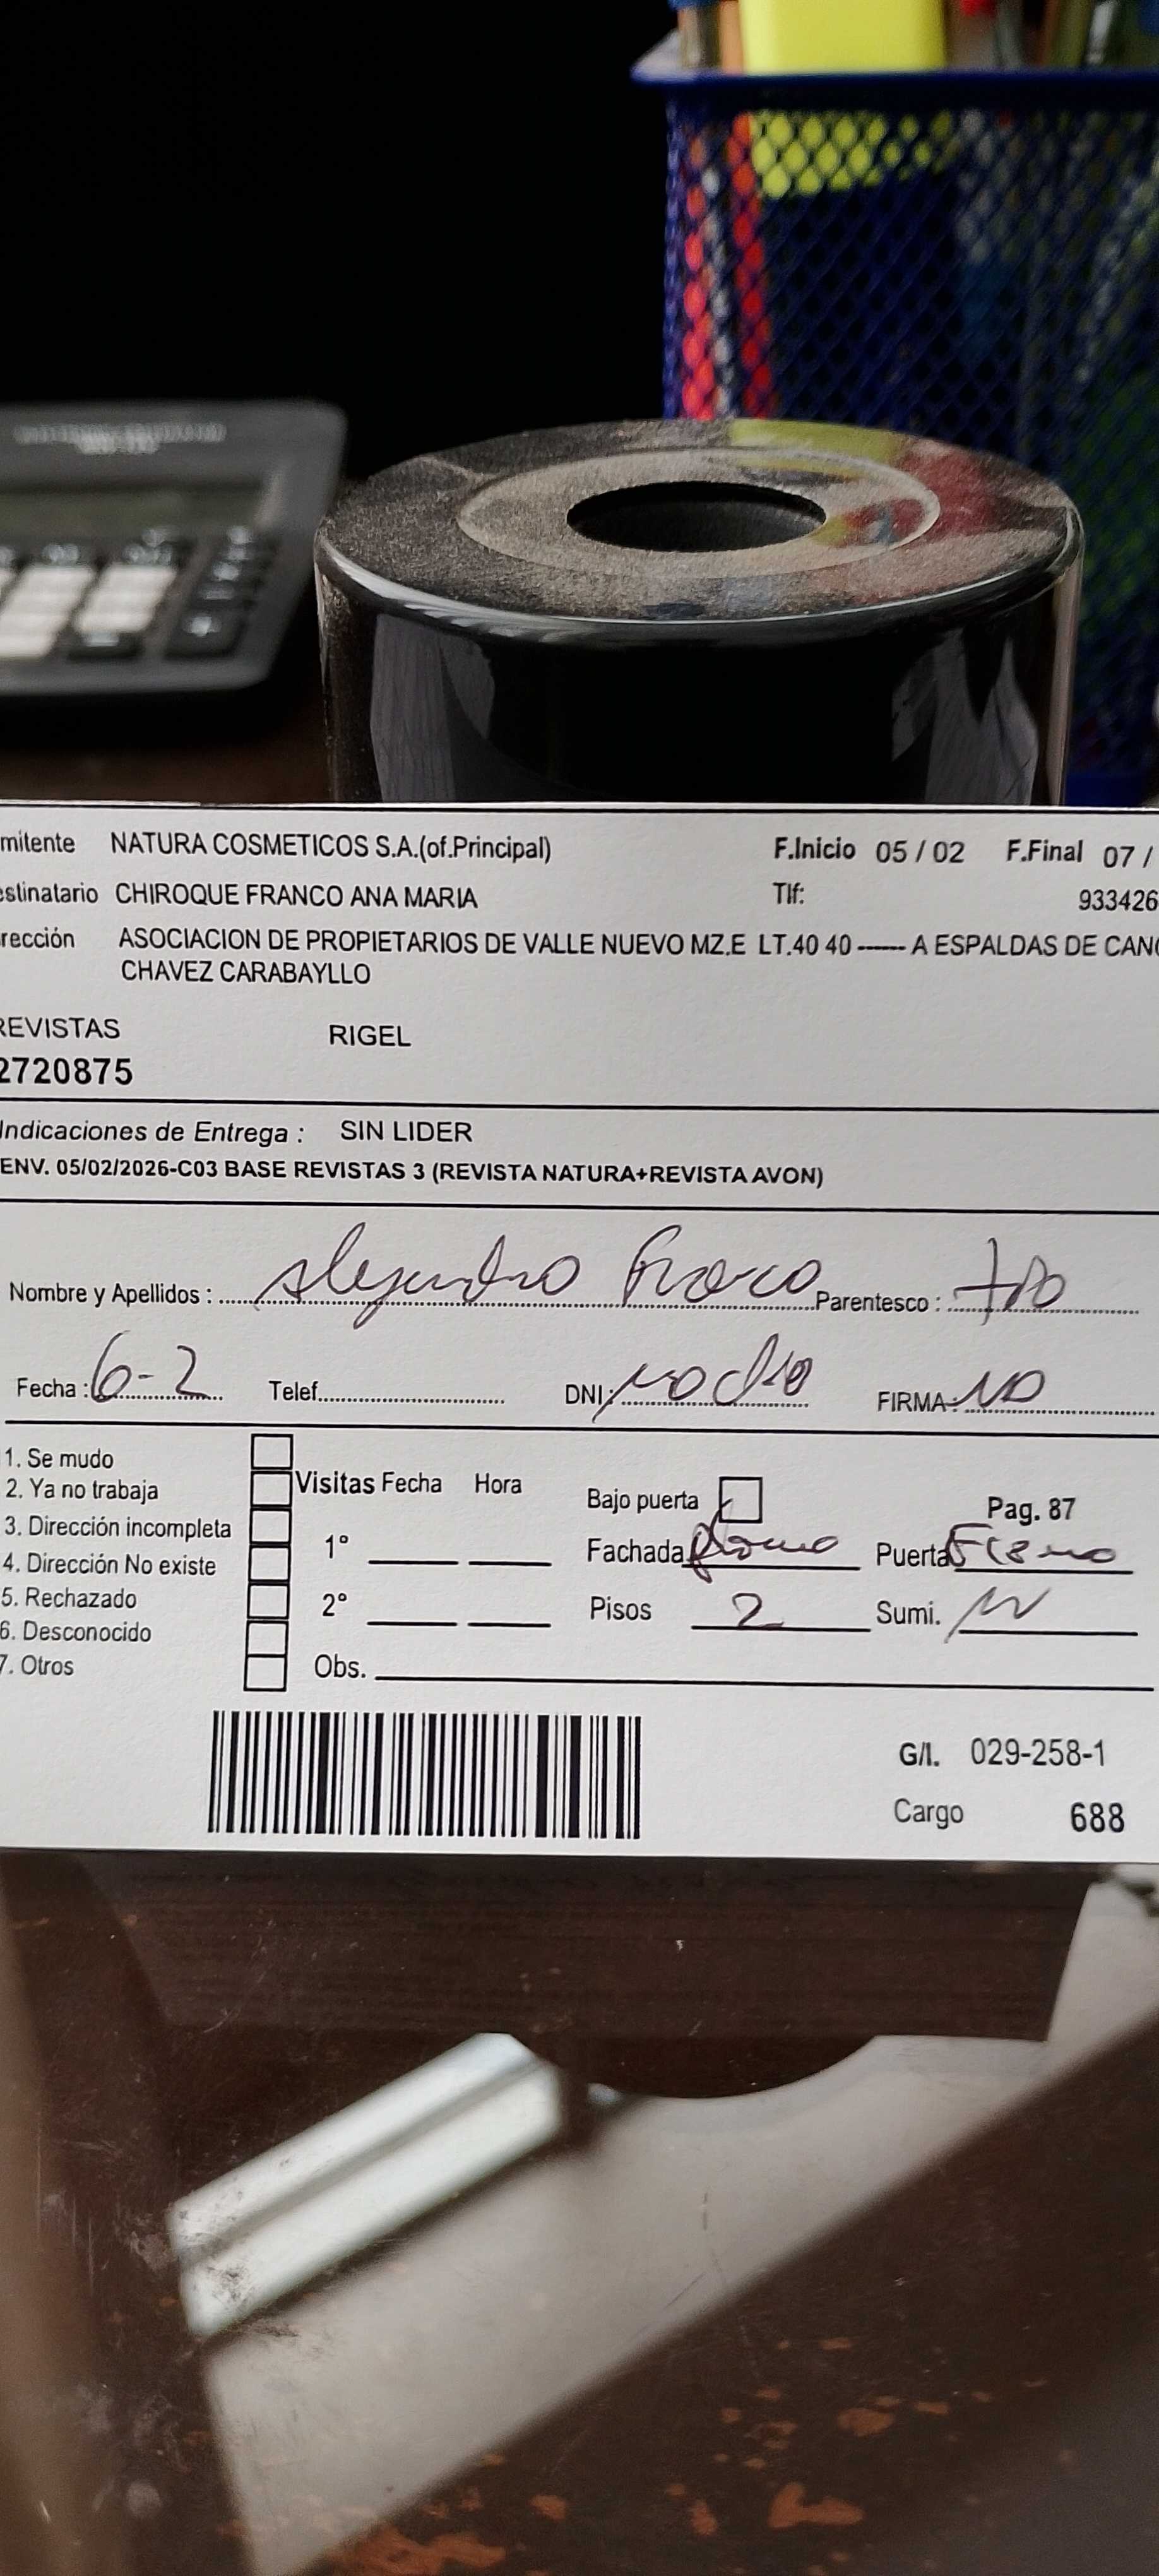 mitente NATURA COSMETICOS S.A.(of.Principal) F.Inicio 05 / 02 F.Final 07 /
estinatario CHIROQUE FRANCO ANA MARIA Tlf: 933426
rección ASOCIACION DE PROPIETARIOS DE VALLE NUEVO MZ.E LT.40 40 ------ A ESPALDAS DE CANC
CHAVEZ CARABAYLLO
REVISTAS RIGEL
2720875
Indicaciones de Entrega : SIN LIDER
ENV. 05/02/2026-C03 BASE REVISTAS 3 (REVISTA NATURA+REVISTA AVON)
Nombre y Apellidos : Alejandro Franco Parentesco :
Fecha : 6-2 Telef. DNI: no dio FIRMA: NO
1. Se mudo
2. Ya no trabaja Visitas Fecha Hora Bajo puerta Pag. 87
3. Dirección incompleta 1° Fachada Puerta Fierro
4. Dirección No existe
5. Rechazado 2° Pisos 2 Sumi.
6. Desconocido
7. Otros Obs.
G/l. 029-258-1
Cargo 688